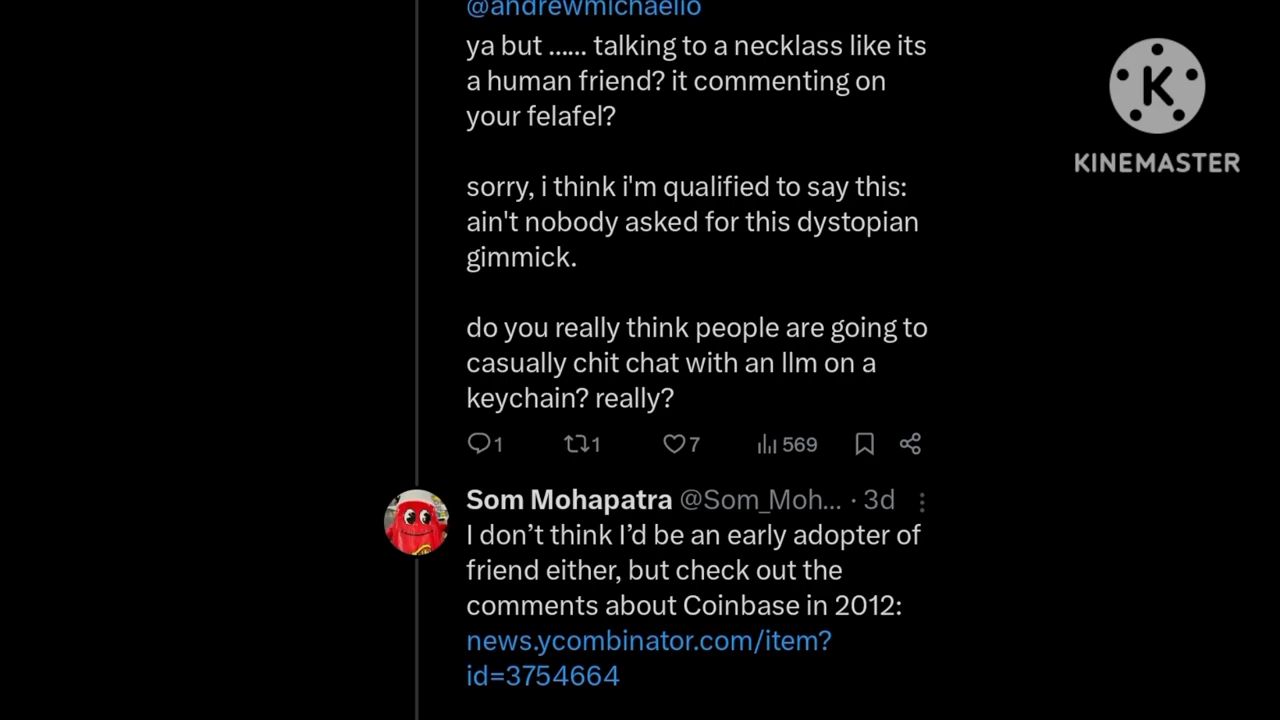 @andrewmichaelio
ya but ...... talking to a necklass like its
a human friend? it commenting on
your felafel?
sorry, i think i'm qualified to say this:
ain't nobody asked for this dystopian
gimmick.
do you really think people are going to
casually chit chat with an llm on a
keychain? really?
1 1 7 569
Som Mohapatra @Som_Moh... · 3d
I don’t think I’d be an early adopter of
friend either, but check out the
comments about Coinbase in 2012:
news.ycombinator.com/item?
id=3754664
K
KINEMASTER